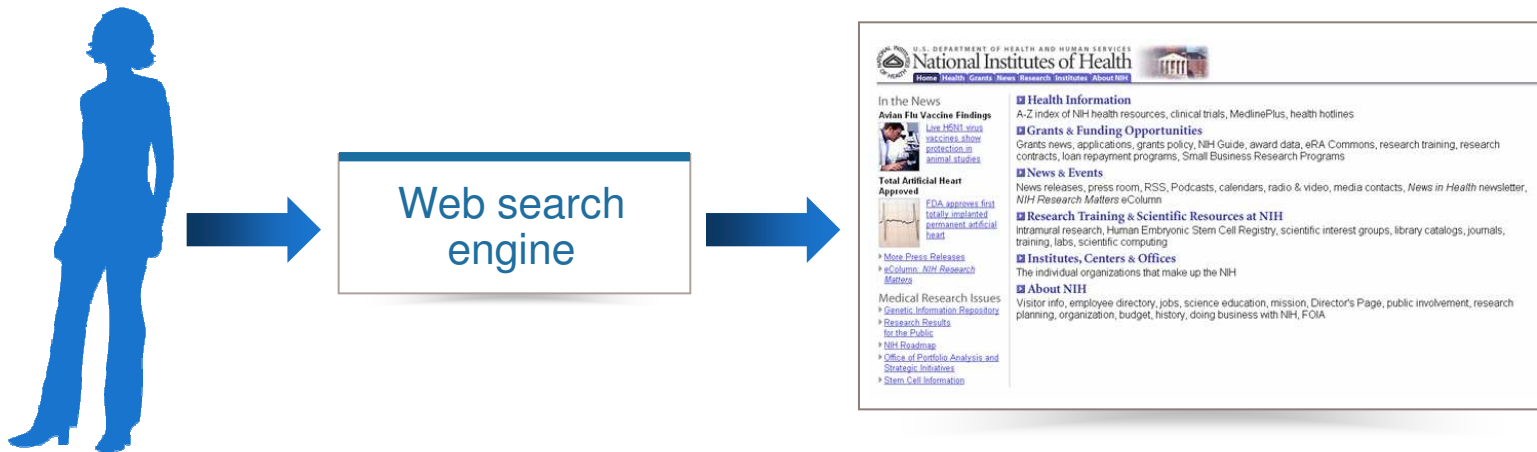 Web search
engine
U.S. DEPARTMENT OF HEALTH AND HUMAN SERVICES
National Institutes of Health
NATIONAL INSTITUTES OF HEALTH
Home Health Grants News Research Institutes About NIH
In the News
Avian Flu Vaccine Findings
Live H5N1 virus
vaccines show
protection in
animal studies
Total Artificial Heart
Approved
FDA approves first
totally implanted
permanent artificial
heart
More Press Releases
eColumn: NIH Research
Matters
Medical Research Issues
Genetic Information Repository
Research Results
for the Public
NIH Roadmap
Office of Portfolio Analysis and
Strategic Initiatives
Stem Cell Information
Health Information
A-Z index of NIH health resources, clinical trials, MedlinePlus, health hotlines
Grants & Funding Opportunities
Grants news, applications, grants policy, NIH Guide, award data, eRA Commons, research training, research
contracts, loan repayment programs, Small Business Research Programs
News & Events
News releases, press room, RSS, Podcasts, calendars, radio & video, media contacts, News in Health newsletter,
NIH Research Matters eColumn
Research Training & Scientific Resources at NIH
Intramural research, Human Embryonic Stem Cell Registry, scientific interest groups, library catalogs, journals,
training, labs, scientific computing
Institutes, Centers & Offices
The individual organizations that make up the NIH
About NIH
Visitor info, employee directory, jobs, science education, mission, Director's Page, public involvement, research
planning, organization, budget, history, doing business with NIH, FOIA